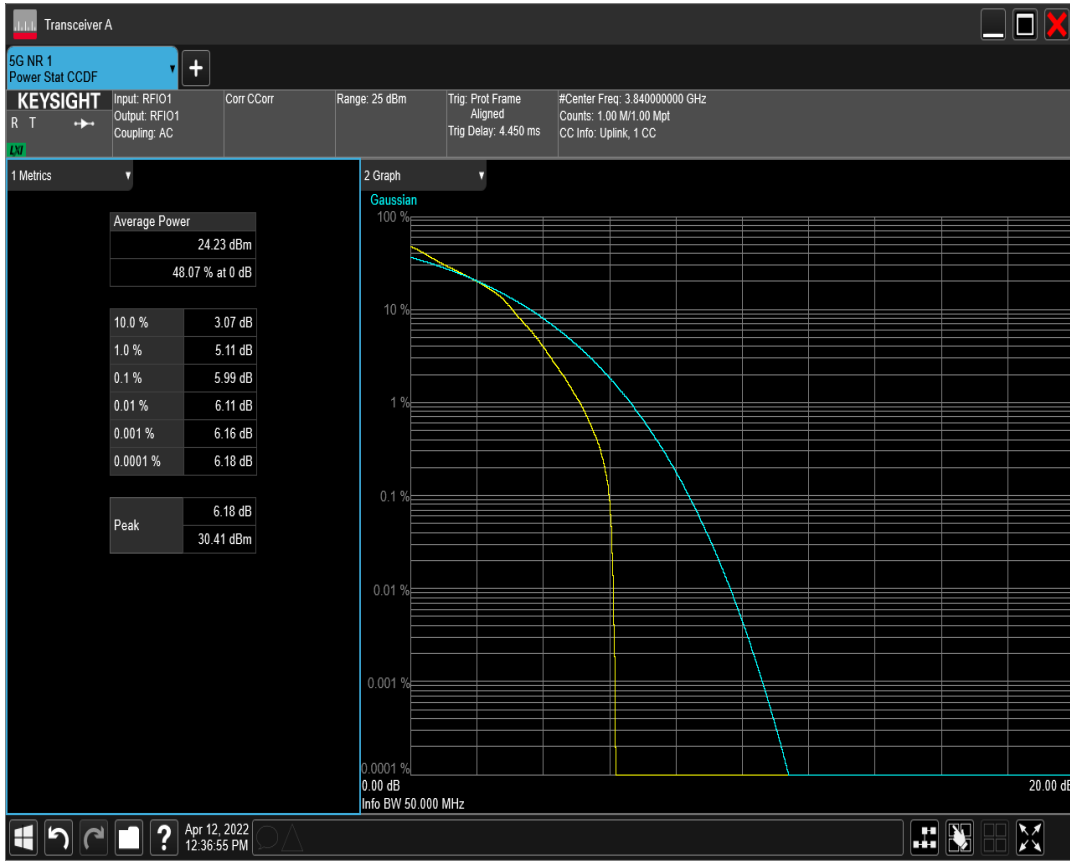 Transceiver A
5G NR 1
Power Stat CCDF
+
KEYSIGHT
R T
LXI
Input: RFIO1
Output: RFIO1
Coupling: AC
Corr CCorr
Range: 25 dBm
Trig: Prot Frame
Aligned
Trig Delay: 4.450 ms
#Center Freq: 3.840000000 GHz
Counts: 1.00 M/1.00 Mpt
CC Info: Uplink, 1 CC
1 Metrics
Average Power
24.23 dBm
48.07 % at 0 dB
10.0 % 3.07 dB
1.0 % 5.11 dB
0.1 % 5.99 dB
0.01 % 6.11 dB
0.001 % 6.16 dB
0.0001 % 6.18 dB
Peak
6.18 dB
30.41 dBm
2 Graph
Gaussian
100 %
10 %
1 %
0.1 %
0.01 %
0.001 %
0.0001 %
0.00 dB 20.00 dB
Info BW 50.000 MHz
?
Apr 12, 2022
12:36:55 PM